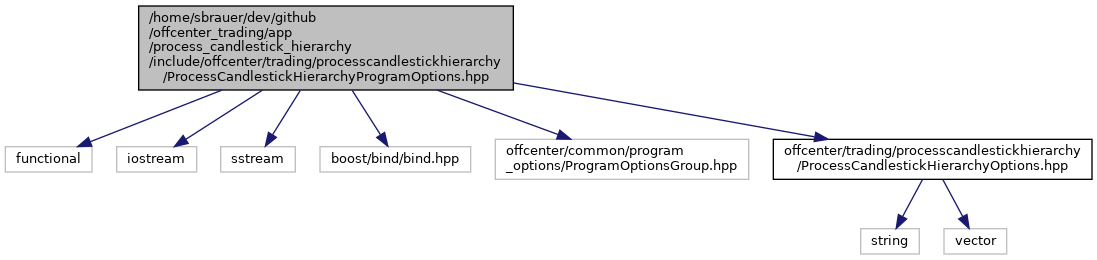 /home/sbrauer/dev/github
/offcenter_trading/app
/process_candlestick_hierarchy
/include/offcenter/trading/processcandlestickhierarchy
/ProcessCandlestickHierarchyProgramOptions.hpp
functional
iostream
sstream
boost/bind/bind.hpp
offcenter/common/program
_options/ProgramOptionsGroup.hpp
offcenter/trading/processcandlestickhierarchy
/ProcessCandlestickHierarchyOptions.hpp
string
vector